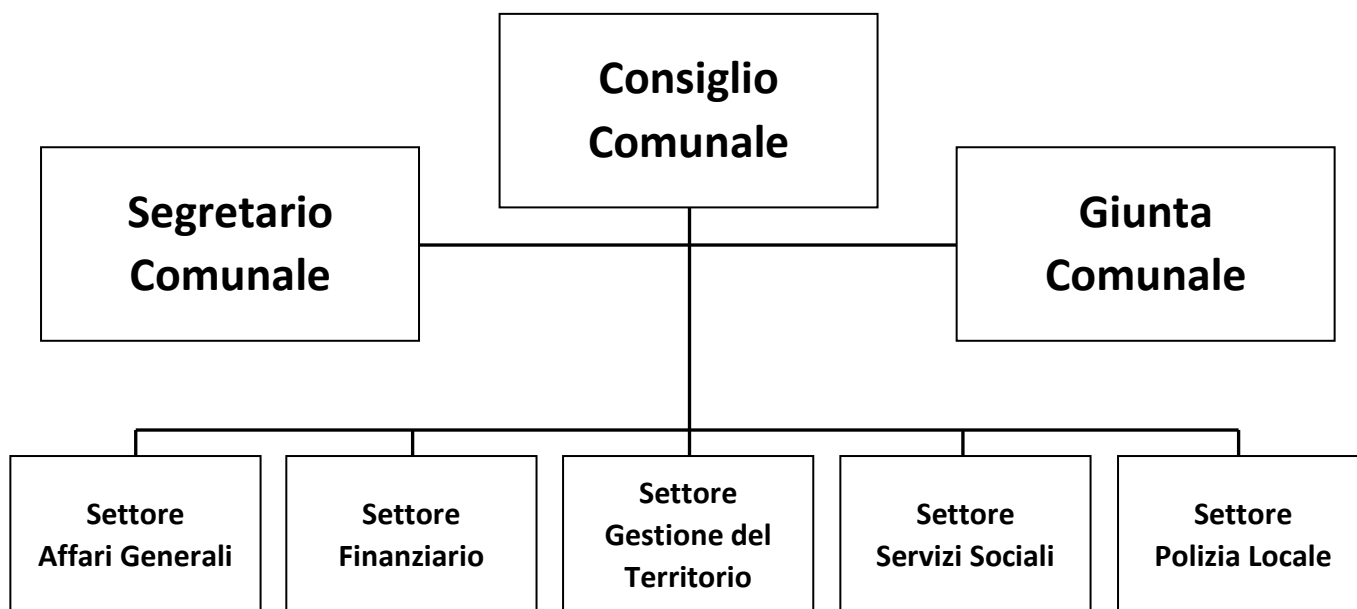 Consiglio
Comunale
Segretario
Comunale
Giunta
Comunale
Settore
Affari Generali
Settore
Finanziario
Settore
Gestione del
Territorio
Settore
Servizi Sociali
Settore
Polizia Locale